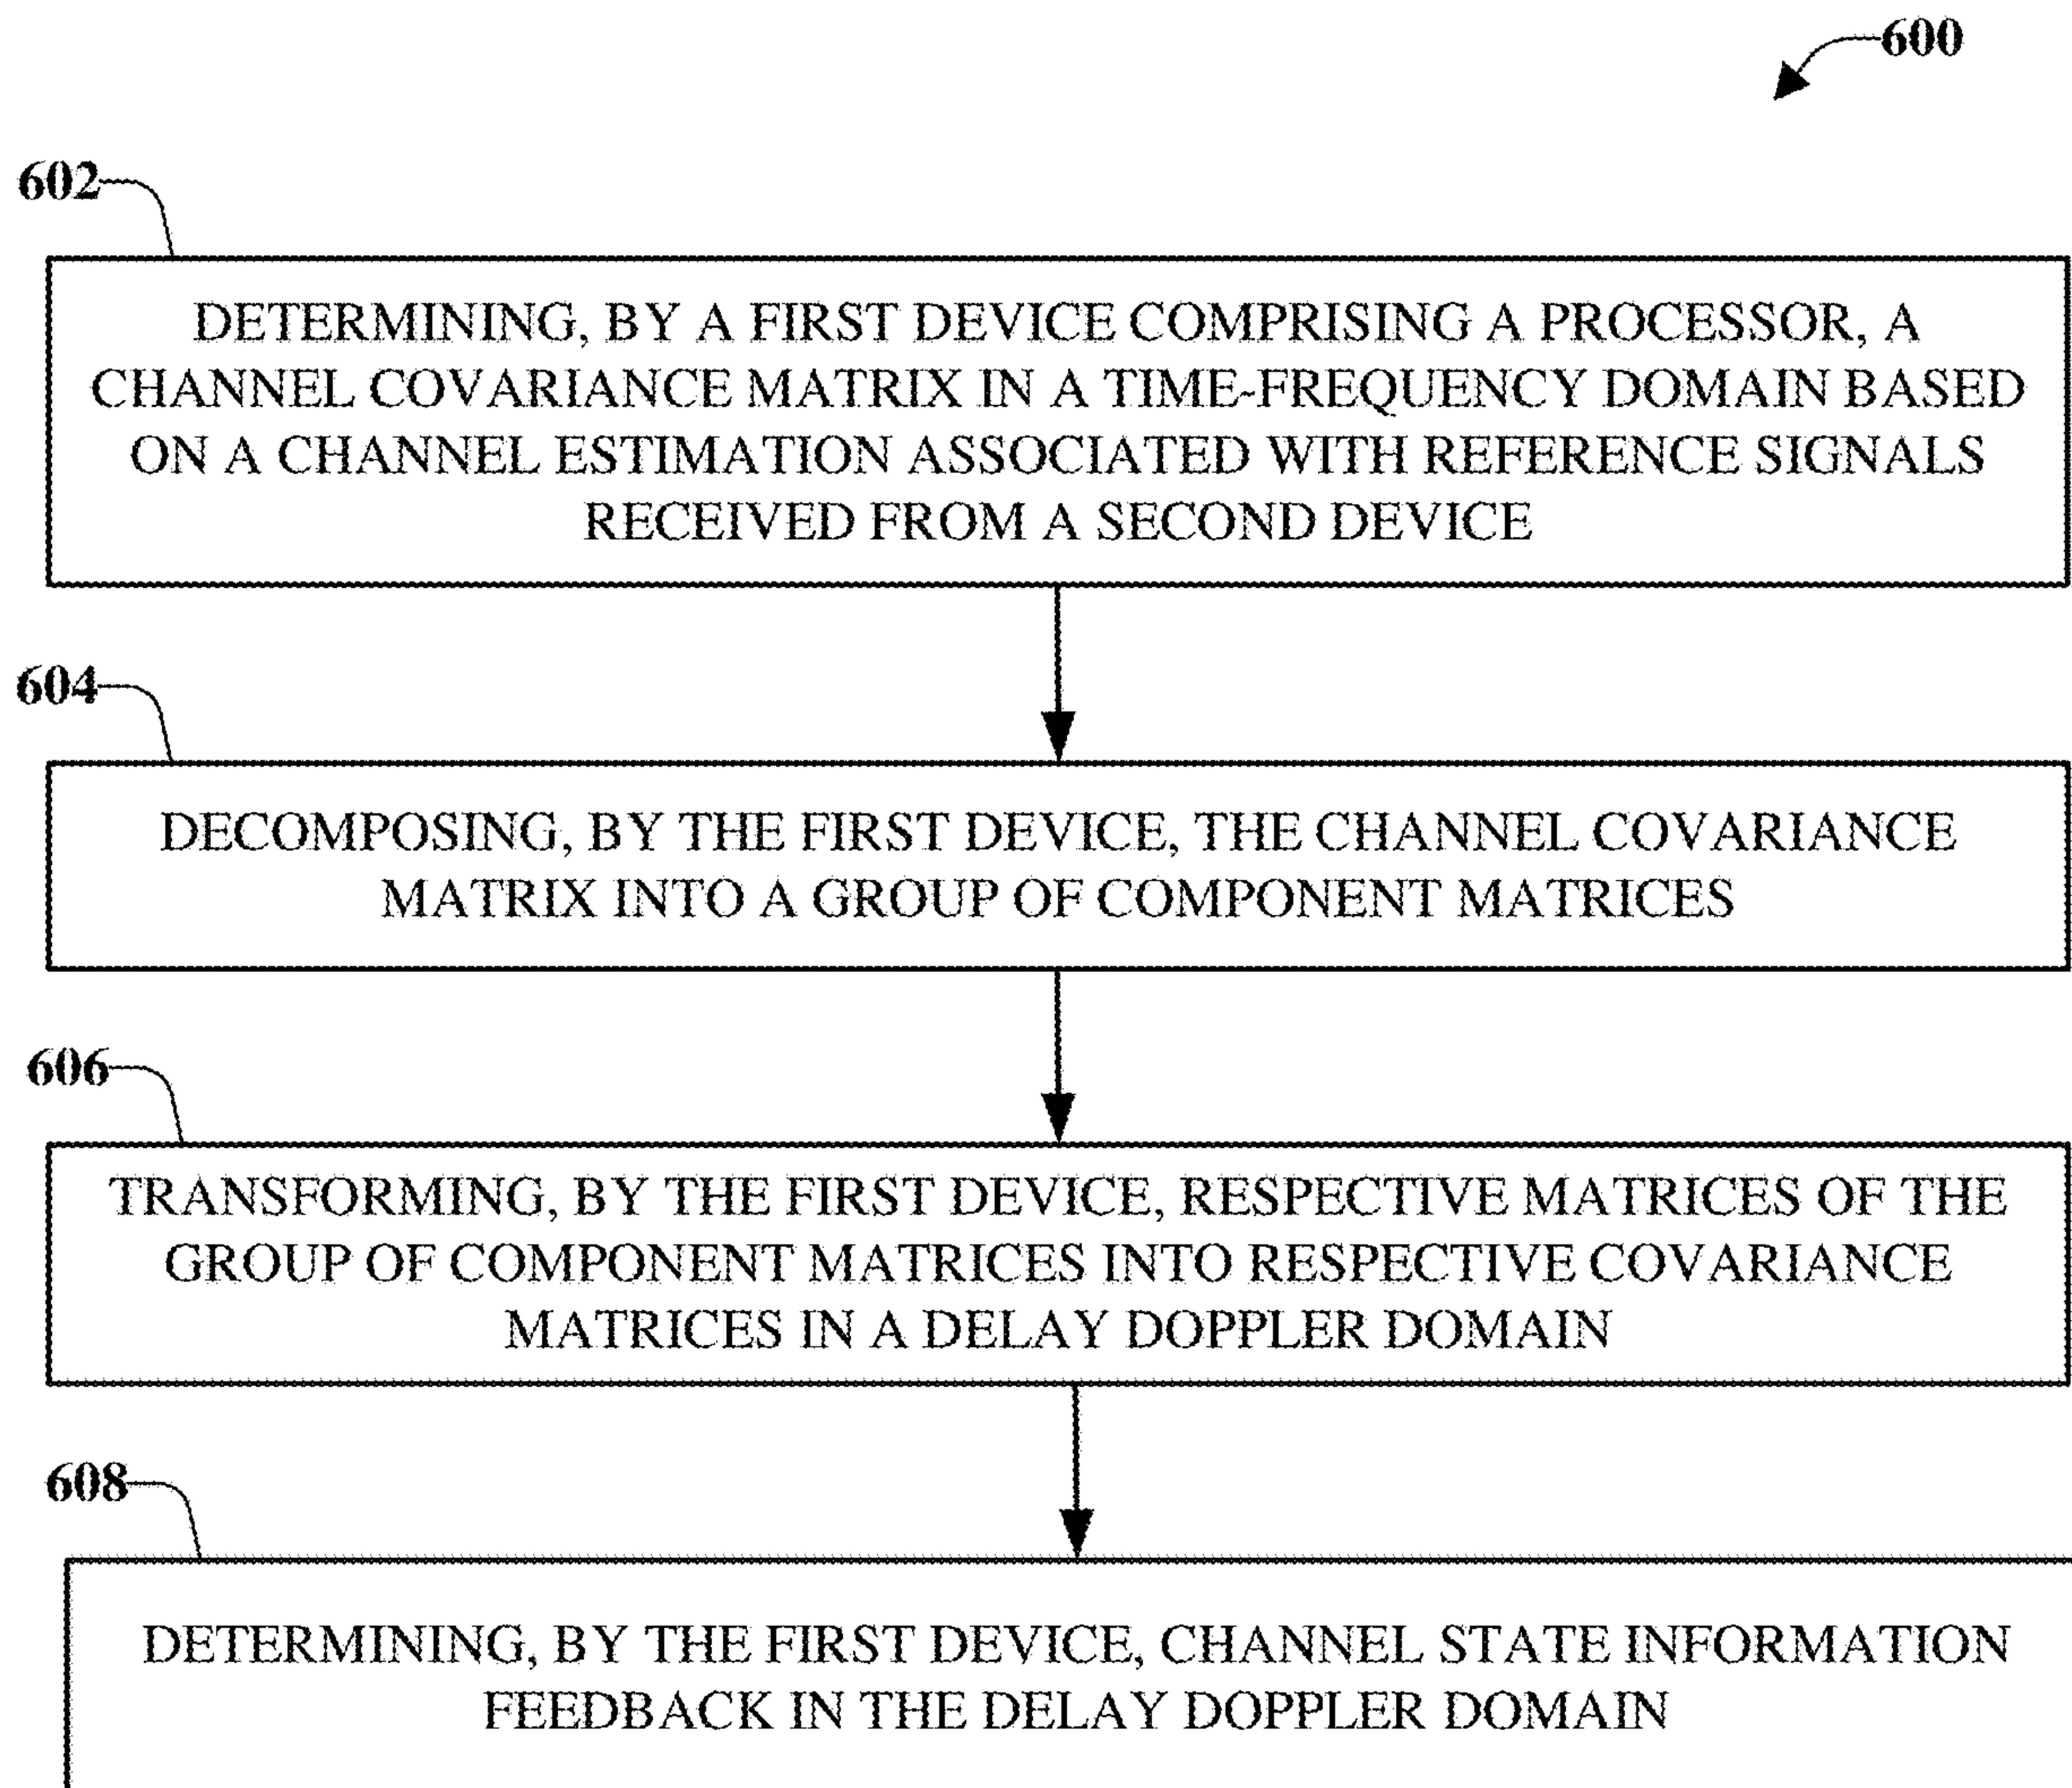 600
602
DETERMINING, BY A FIRST DEVICE COMPRISING A PROCESSOR, A
CHANNEL COVARIANCE MATRIX IN A TIME-FREQUENCY DOMAIN BASED
ON A CHANNEL ESTIMATION ASSOCIATED WITH REFERENCE SIGNALS
RECEIVED FROM A SECOND DEVICE
604
DECOMPOSING, BY THE FIRST DEVICE, THE CHANNEL COVARIANCE
MATRIX INTO A GROUP OF COMPONENT MATRICES
606
TRANSFORMING, BY THE FIRST DEVICE, RESPECTIVE MATRICES OF THE
GROUP OF COMPONENT MATRICES INTO RESPECTIVE COVARIANCE
MATRICES IN A DELAY DOPPLER DOMAIN
608
DETERMINING, BY THE FIRST DEVICE, CHANNEL STATE INFORMATION
FEEDBACK IN THE DELAY DOPPLER DOMAIN